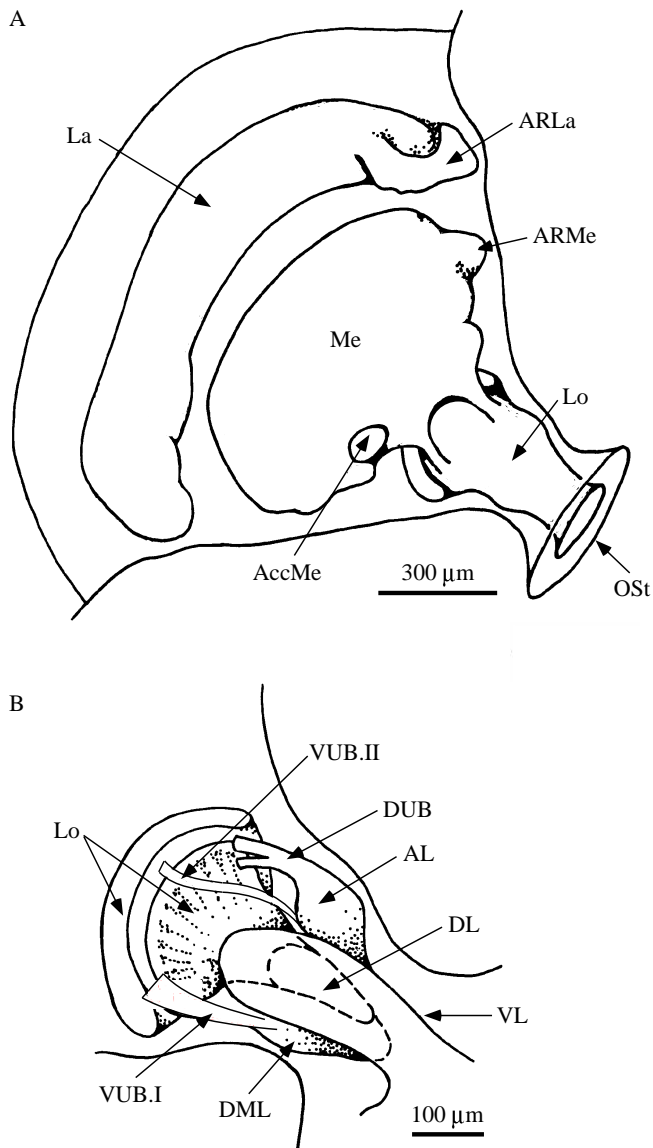 A
La
ARLa
ARMe
Me
Lo
AccMe
300 µm
OSt
B
VUB.II
Lo
DUB
AL
DL
VL
VUB.I
DML
100 µm